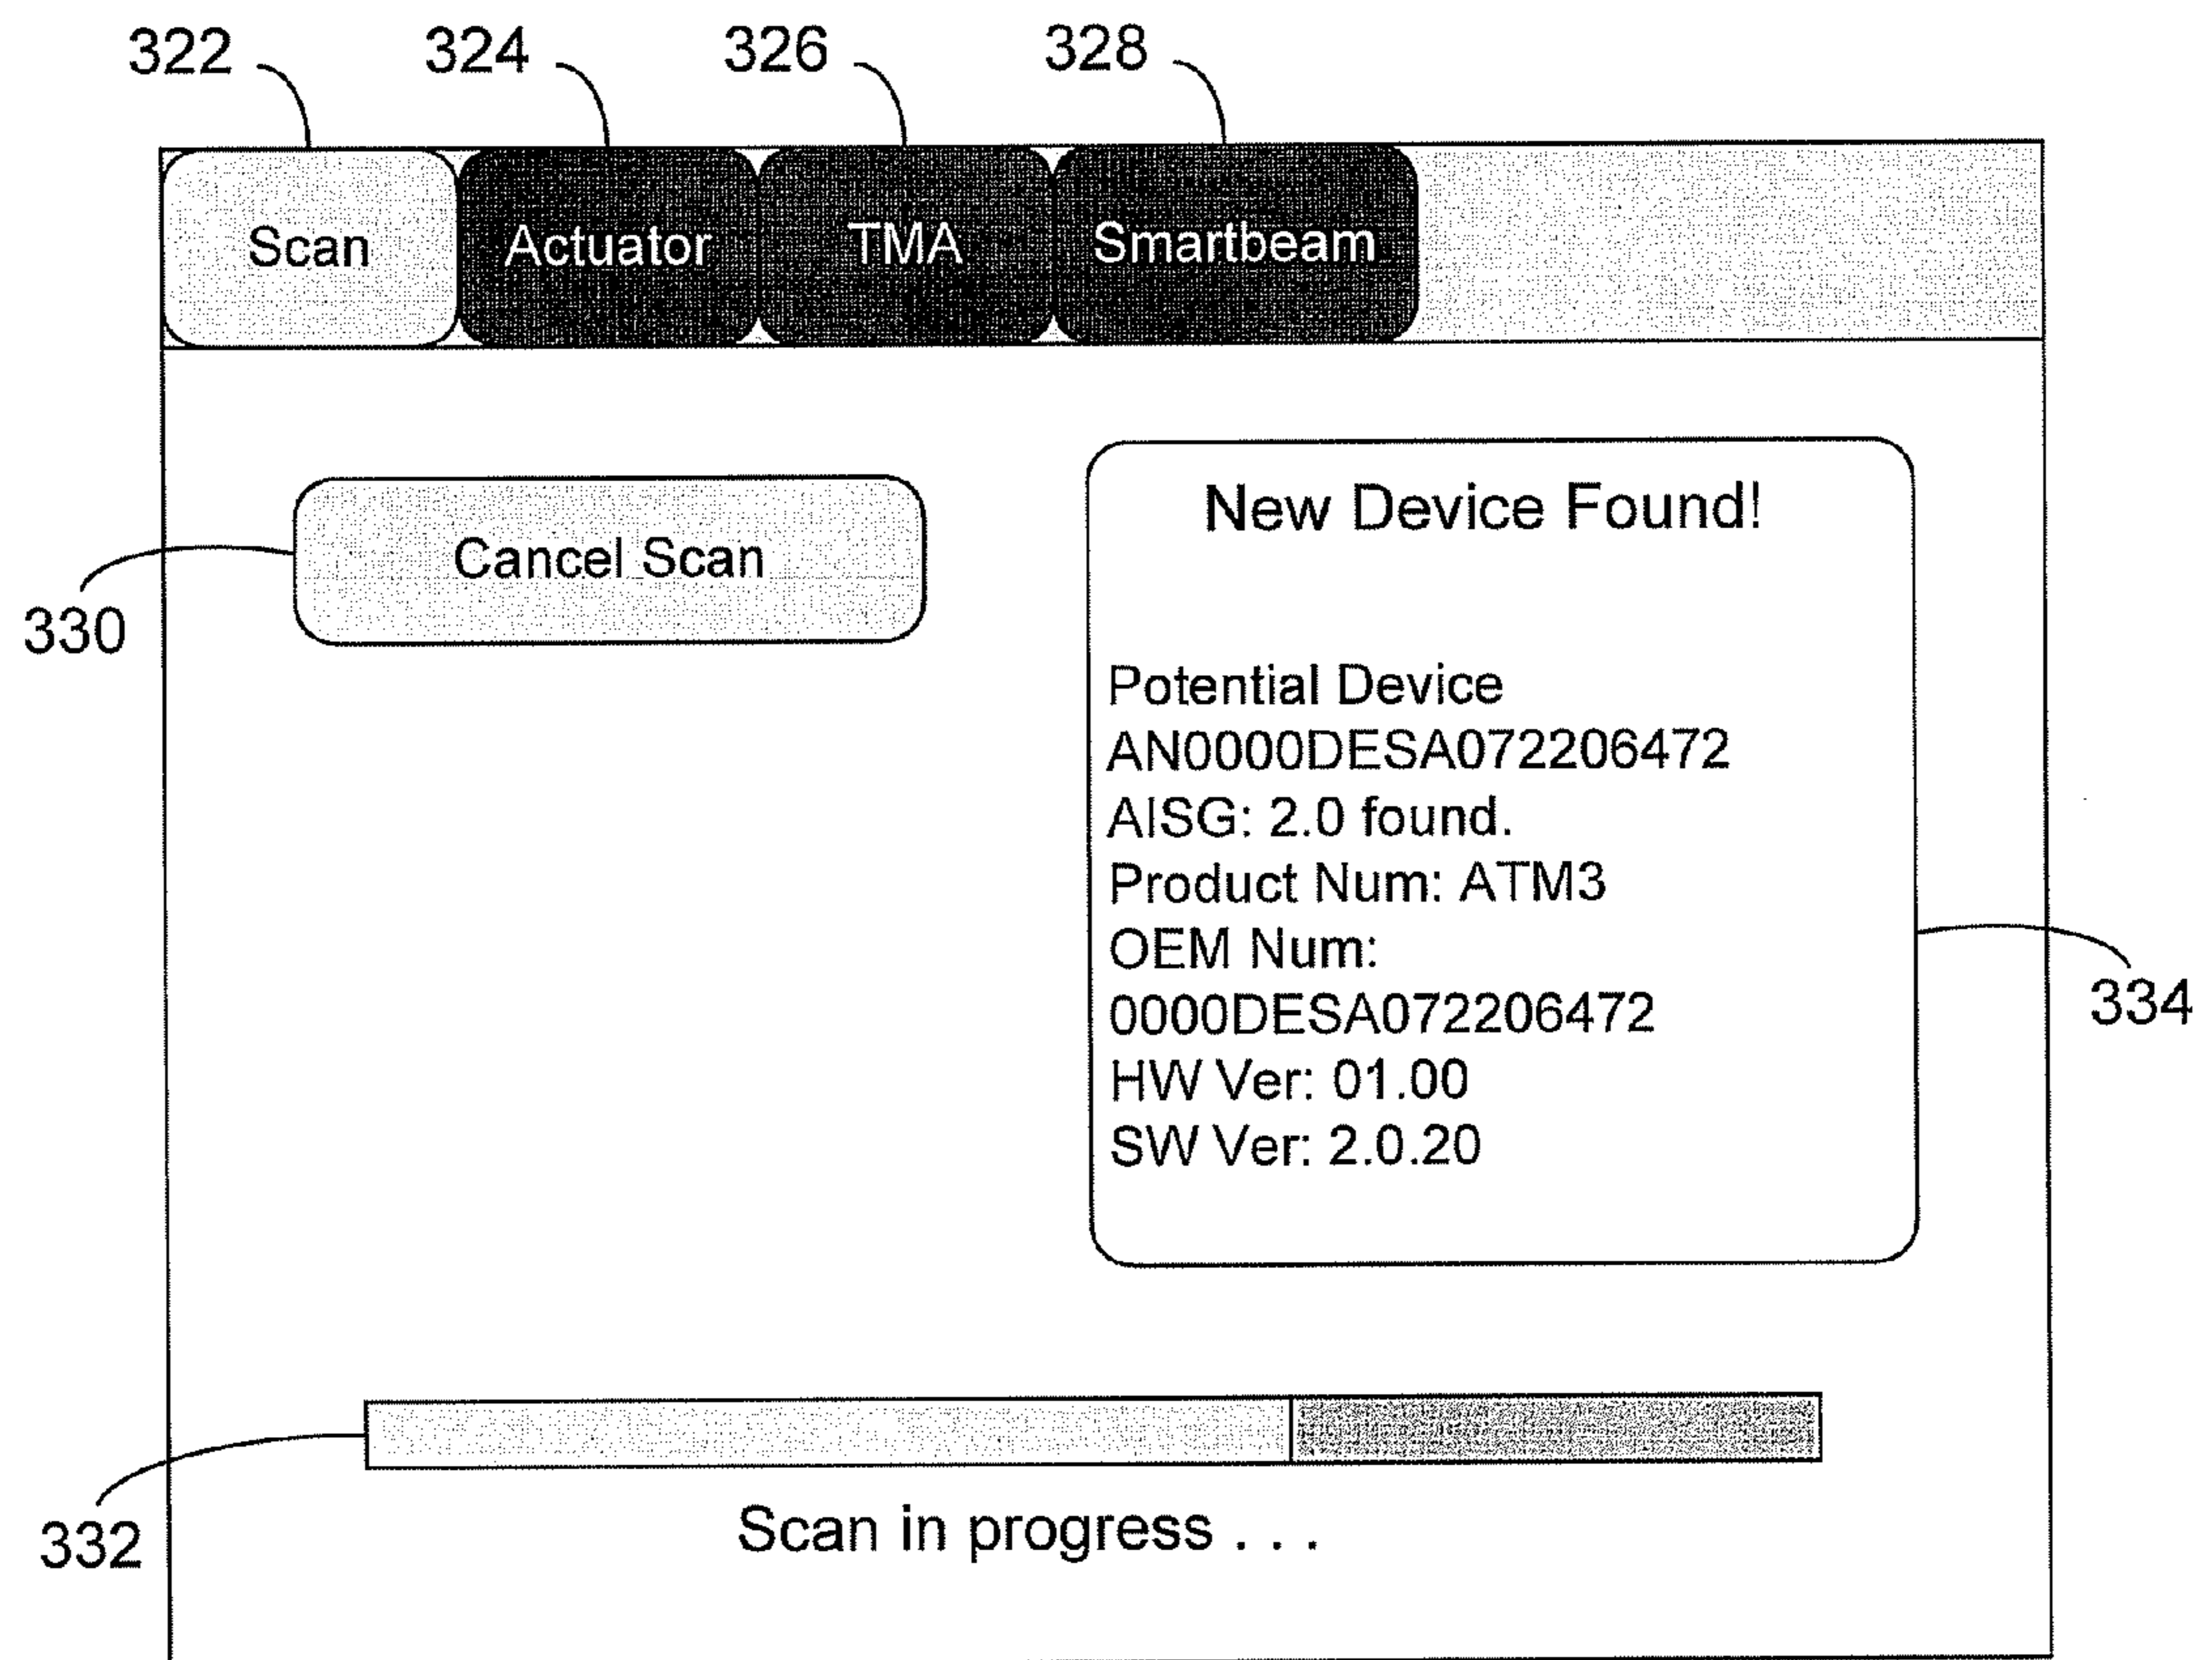 322 324 326 328
Scan Actuator TMA Smartbeam
Cancel Scan
330
New Device Found!
Potential Device
AN0000DESA072206472
AISG: 2.0 found.
Product Num: ATM3
OEM Num:
0000DESA072206472
HW Ver: 01.00
SW Ver: 2.0.20
334
332
Scan in progress . . .